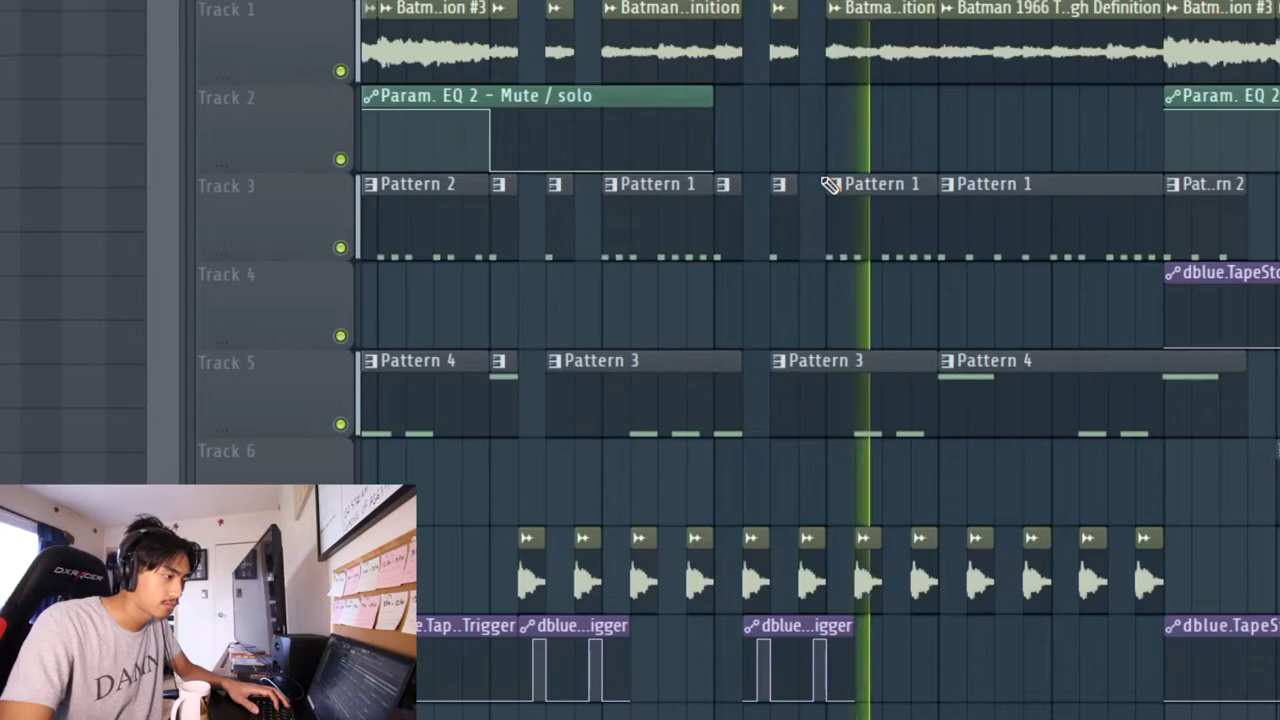 Track 1
Batm..ion #3
Batman..inition
Batma..ition
Batman 1966 T..gh Definition
Batm..ion #3
...
Track 2
Param. EQ 2 - Mute / solo
Param. EQ 2
...
Track 3
Pattern 2
Pattern 1
Pattern 1
Pattern 1
Pat..rn 2
...
Track 4
dblue.TapeSto
...
Track 5
Pattern 4
Pattern 3
Pattern 3
Pattern 4
...
Track 6
DXRACER
DAMN
e.Tap..Trigger
dblue...igger
dblue...igger
dblue.TapeS